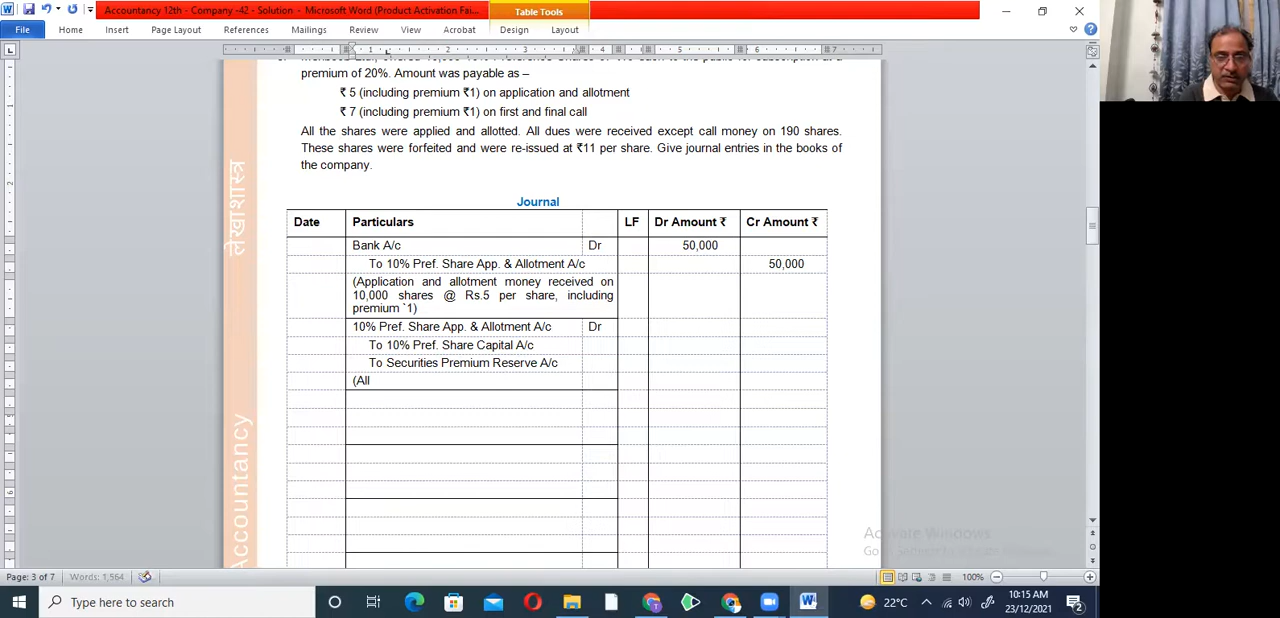 Accountancy 12th - Company -42 - Solution - Microsoft Word (Product Activation Fai...
Table Tools
File
Home
Insert
Page Layout
References
Mailings
Review
View
Acrobat
Design
Layout
premium of 20%. Amount was payable as –
₹ 5 (including premium ₹1) on application and allotment
₹ 7 (including premium ₹1) on first and final call
All the shares were applied and allotted. All dues were received except call money on 190 shares.
These shares were forfeited and were re-issued at ₹11 per share. Give journal entries in the books of
the company.
लेखाशास्त्र
Accountancy
Journal
Date Particulars LF Dr Amount ₹ Cr Amount ₹
Bank A/c Dr 50,000
To 10% Pref. Share App. & Allotment A/c 50,000
(Application and allotment money received on
10,000 shares @ Rs.5 per share, including
premium `1)
10% Pref. Share App. & Allotment A/c Dr
To 10% Pref. Share Capital A/c
To Securities Premium Reserve A/c
(All
Activate Windows
Page: 3 of 7 Words: 1,564 100%
Type here to search
22°C
10:15 AM
23/12/2021